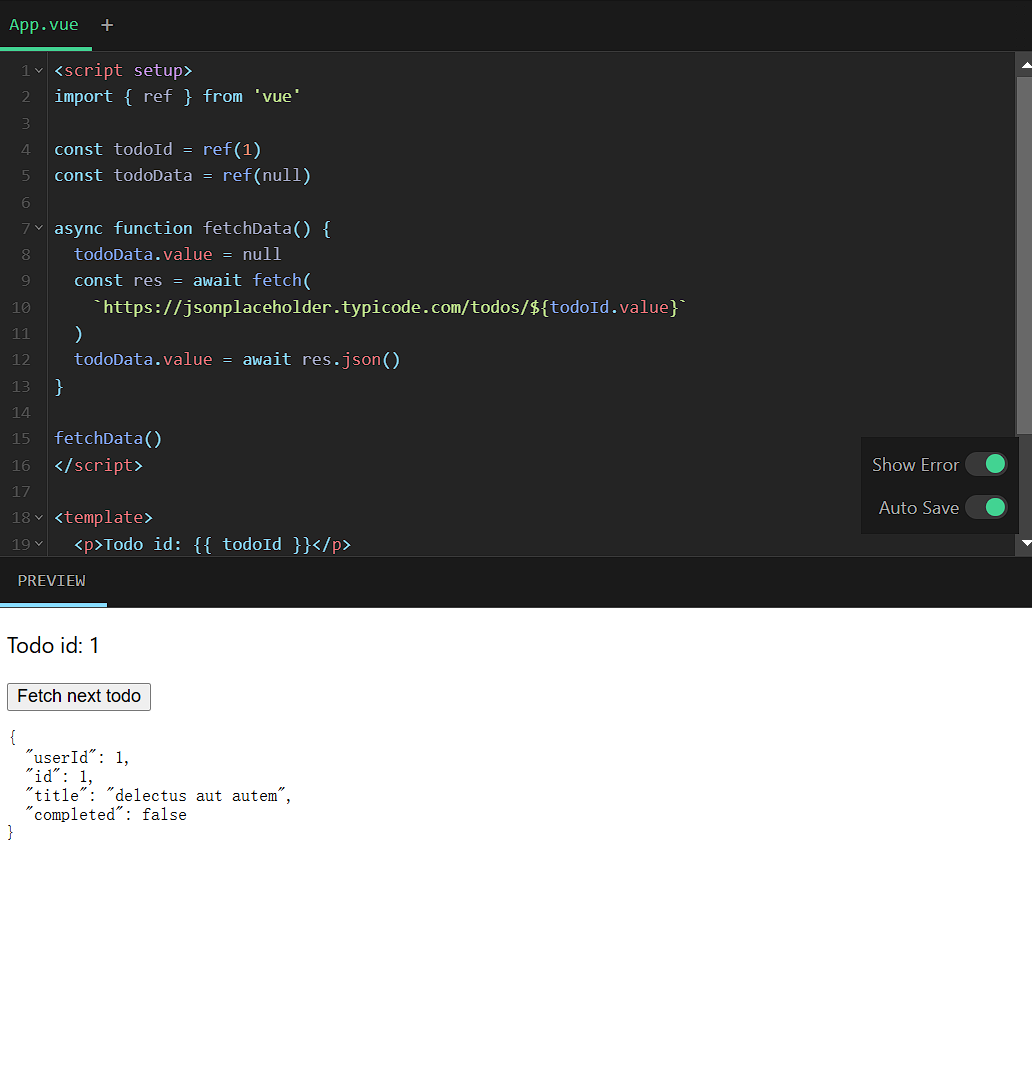 App.vue +
1 <script setup>
2 import { ref } from 'vue'
3
4 const todoId = ref(1)
5 const todoData = ref(null)
6
7 async function fetchData() {
8   todoData.value = null
9   const res = await fetch(
10     `https://jsonplaceholder.typicode.com/todos/${todoId.value}`
11   )
12   todoData.value = await res.json()
13 }
14
15 fetchData()
16 </script>
17
18 <template>
19   <p>Todo id: {{ todoId }}</p>
Show Error
Auto Save
PREVIEW
Todo id: 1
Fetch next todo
{
  "userId": 1,
  "id": 1,
  "title": "delectus aut autem",
  "completed": false
}